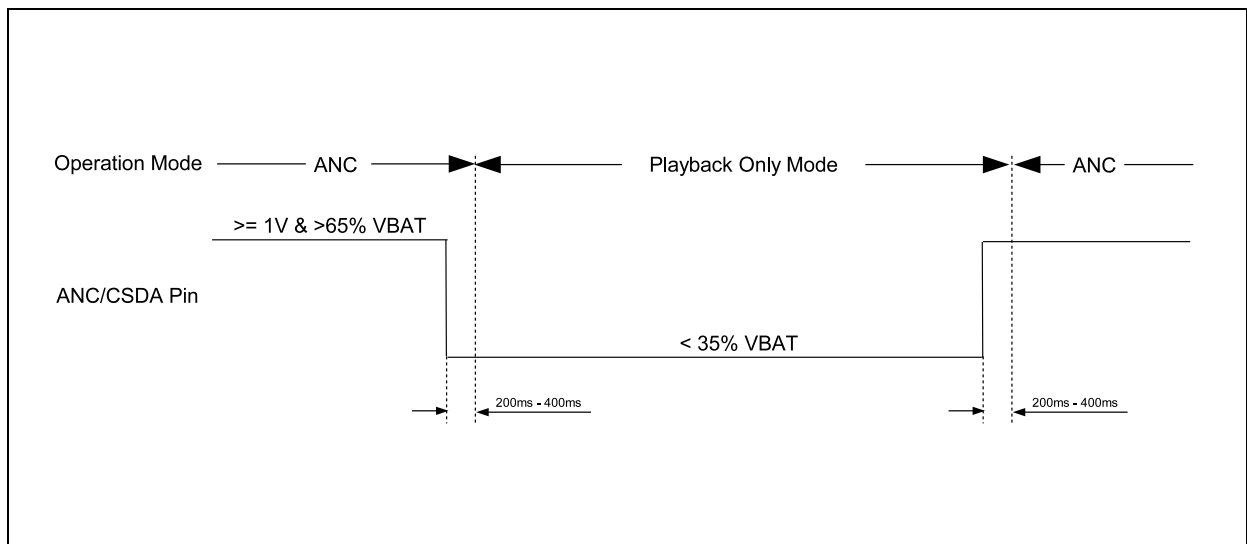 Operation Mode ANC Playback Only Mode ANC
>= 1V & >65% VBAT
ANC/CSDA Pin
< 35% VBAT
200ms - 400ms 200ms - 400ms